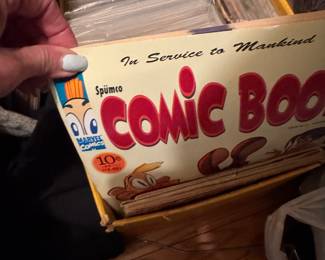 In Service to Mankind
Spümco
COMiC BOO
MARVEL
COMICS
10¢